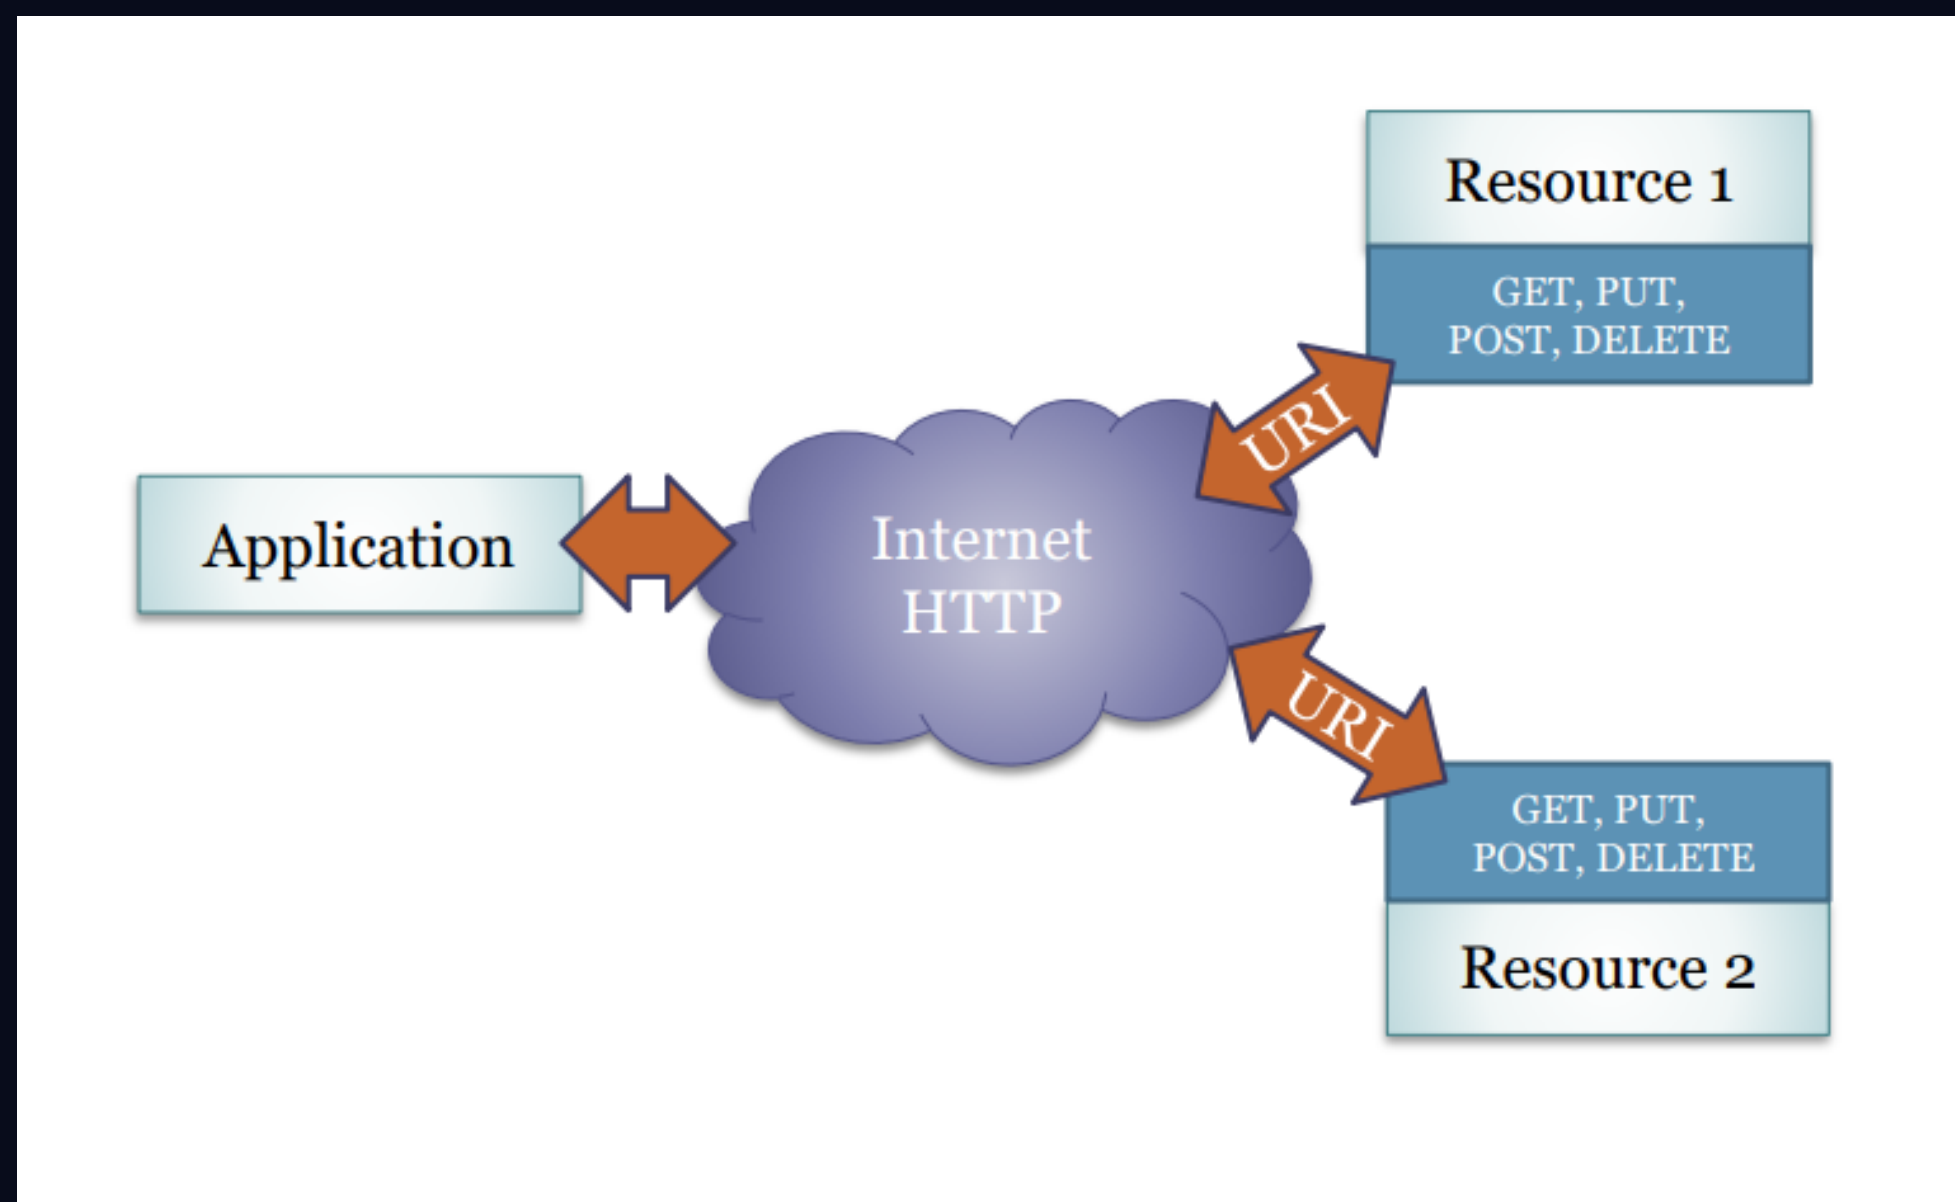 Resource 1
GET, PUT,
POST, DELETE
URI
Application
Internet
HTTP
URI
GET, PUT,
POST, DELETE
Resource 2